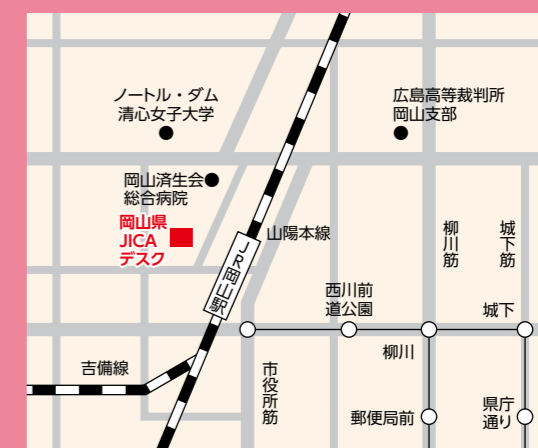 ノートル・ダム
清心女子大学
広島高等裁判所
岡山支部
岡山済生会
総合病院
岡山県
JICA
デスク
山陽本線
柳川筋
城下筋
JR岡山駅
西川前
道公園
城下
柳川
吉備線
市役所筋
郵便局前
県庁
通り